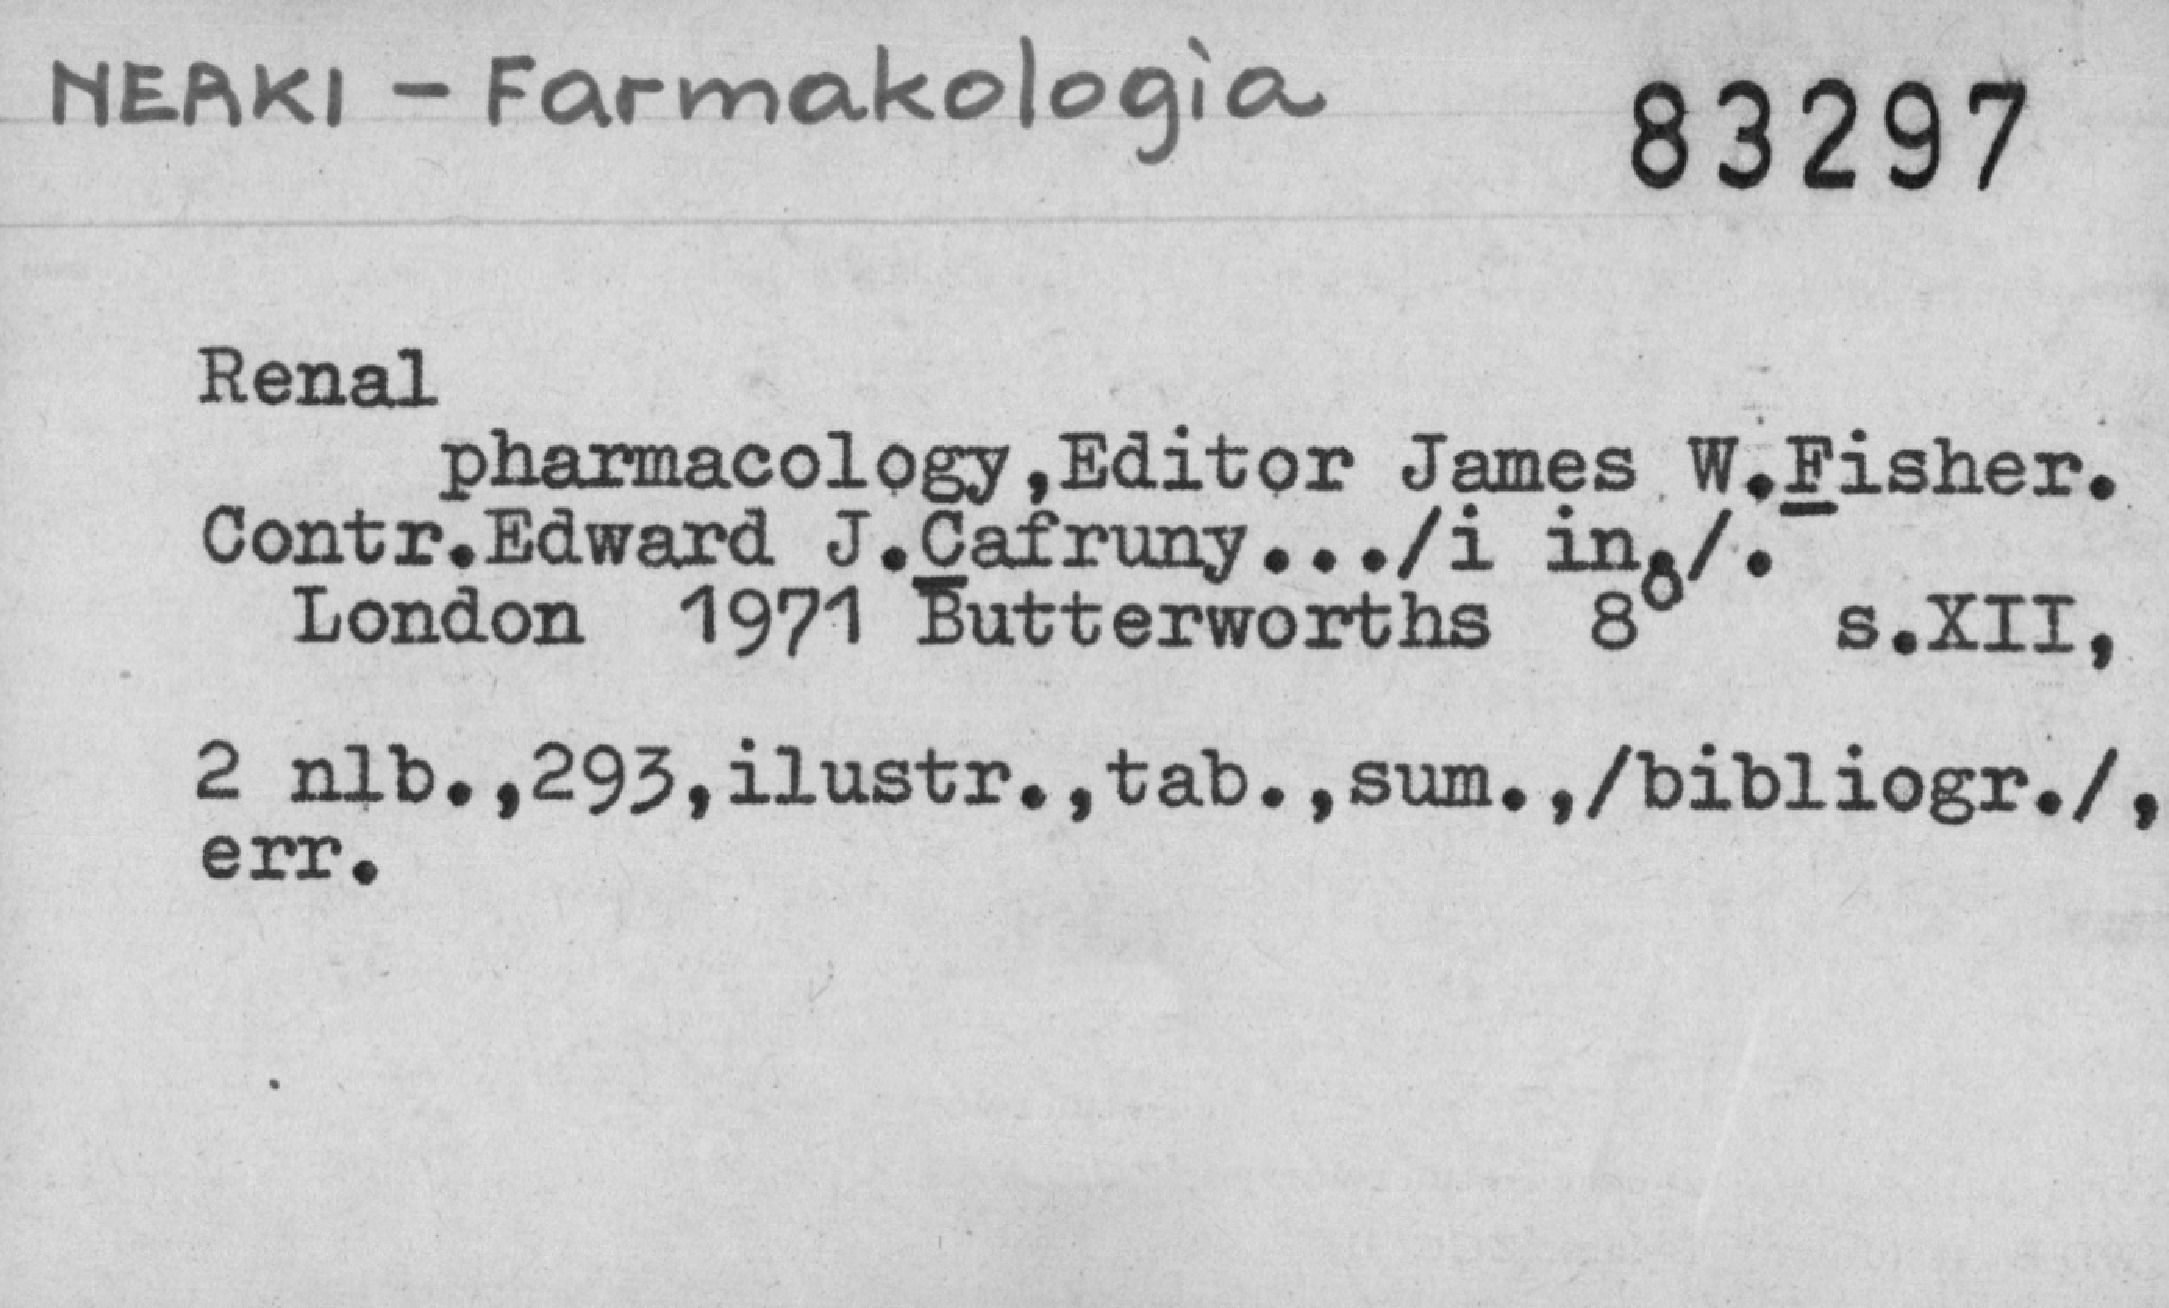 NERKI - Farmakologia
83297
Renal
pharmacology,Editor James W.Fisher.
Contr.Edward J.Cafruny.../i in./.
London 1971 Butterworths 8° s.XII,
2 nlb.,293,ilustr.,tab.,sum.,/bibliogr./,
err.